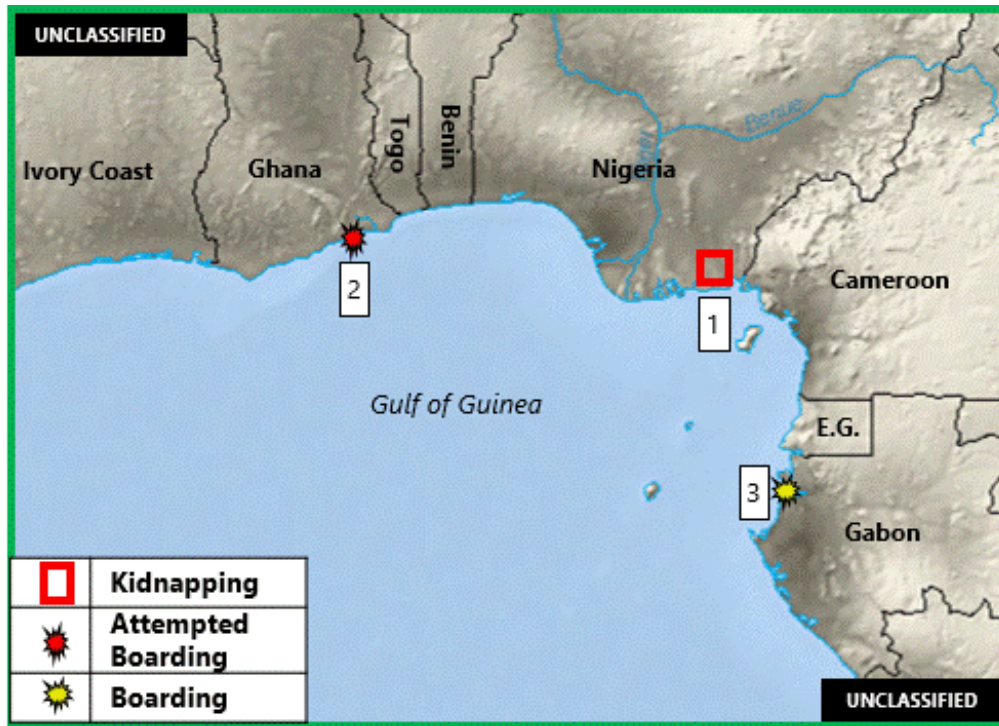 UNCLASSIFIED
Ivory Coast
Ghana
Togo
Benin
Nigeria
Benue
Cameroon
2
1
Gulf of Guinea
E.G.
3
Gabon
Kidnapping
Attempted
Boarding
Boarding
UNCLASSIFIED